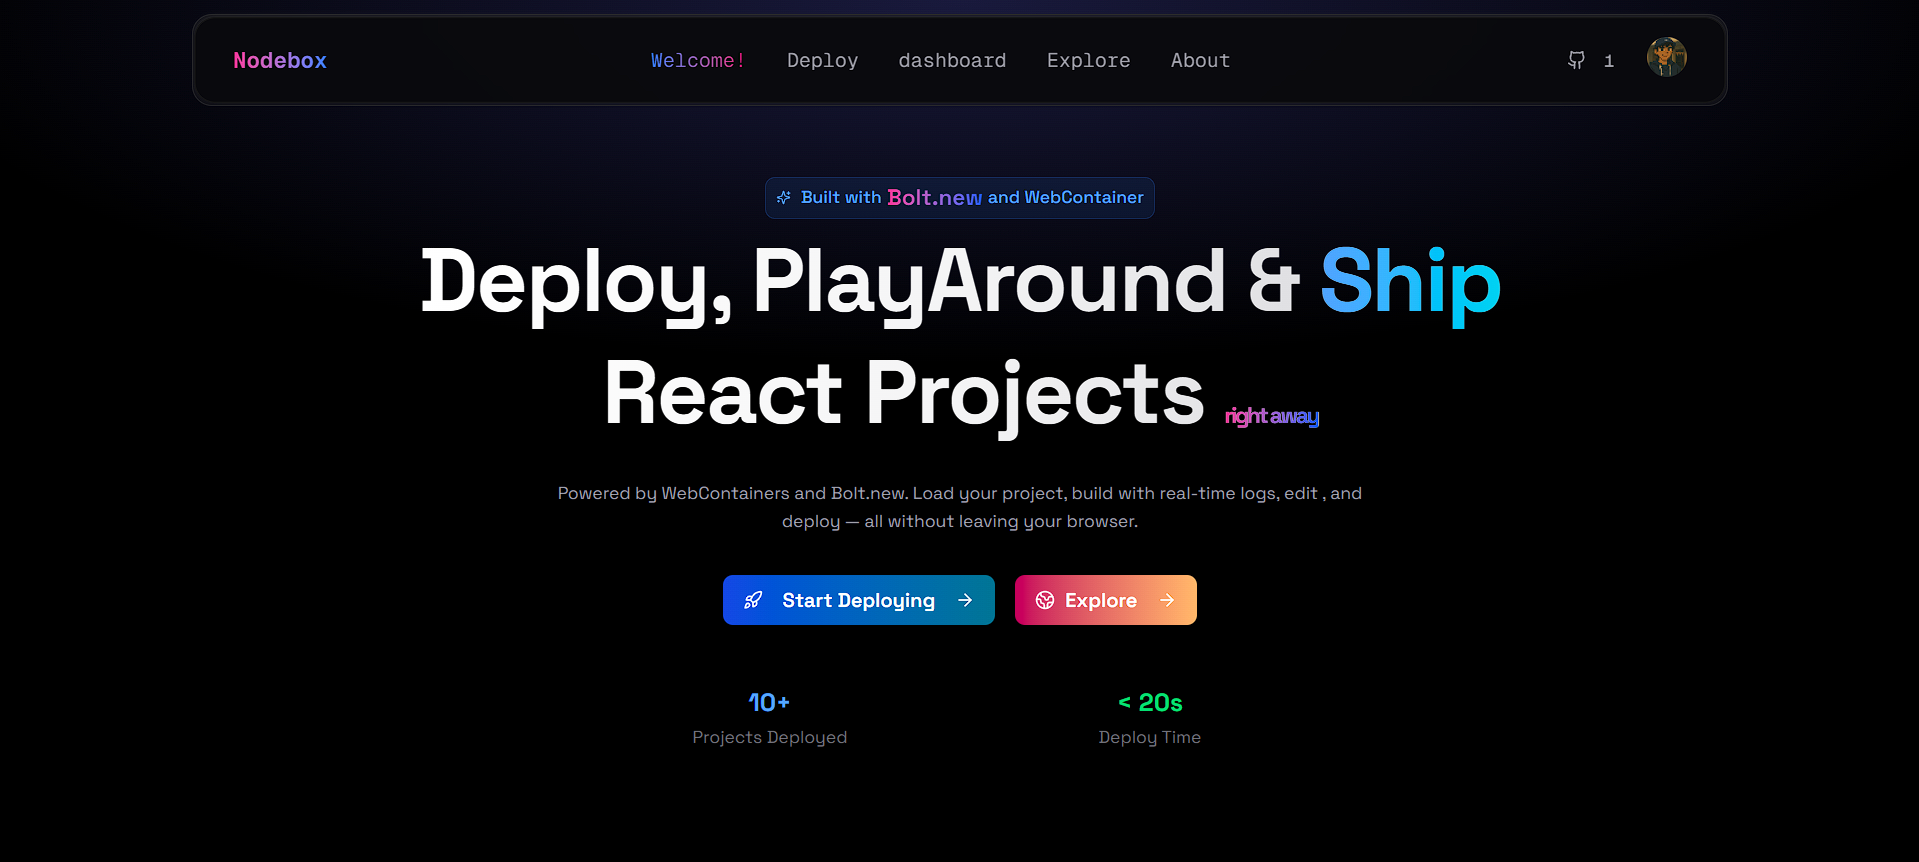 Nodebox
Welcome! Deploy dashboard Explore About
1
Built with Bolt.new and WebContainer
Deploy, PlayAround & Ship
React Projects right away
Powered by WebContainers and Bolt.new. Load your project, build with real-time logs, edit , and
deploy — all without leaving your browser.
Start Deploying →
Explore →
10+
Projects Deployed
< 20s
Deploy Time